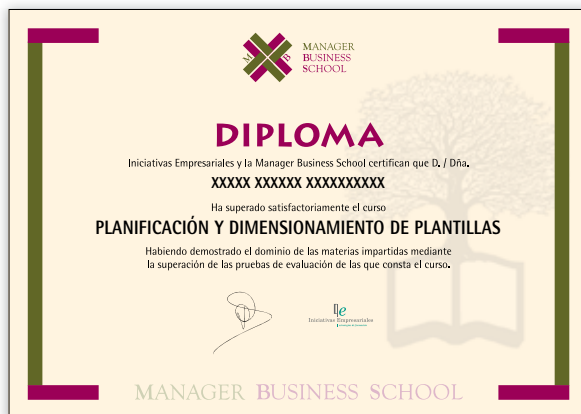 M B
MANAGER
BUSINESS
SCHOOL
DIPLOMA
Iniciativas Empresariales y la Manager Business School certifican que D. / Dña.
XXXXX XXXXXX XXXXXXXXXX
Ha superado satisfactoriamente el curso
PLANIFICACIÓN Y DIMENSIONAMIENTO DE PLANTILLAS
Habiendo demostrado el dominio de las materias impartidas mediante
la superación de las pruebas de evaluación de las que consta el curso.
Ie
Iniciativas Empresariales
MANAGER BUSINESS SCHOOL